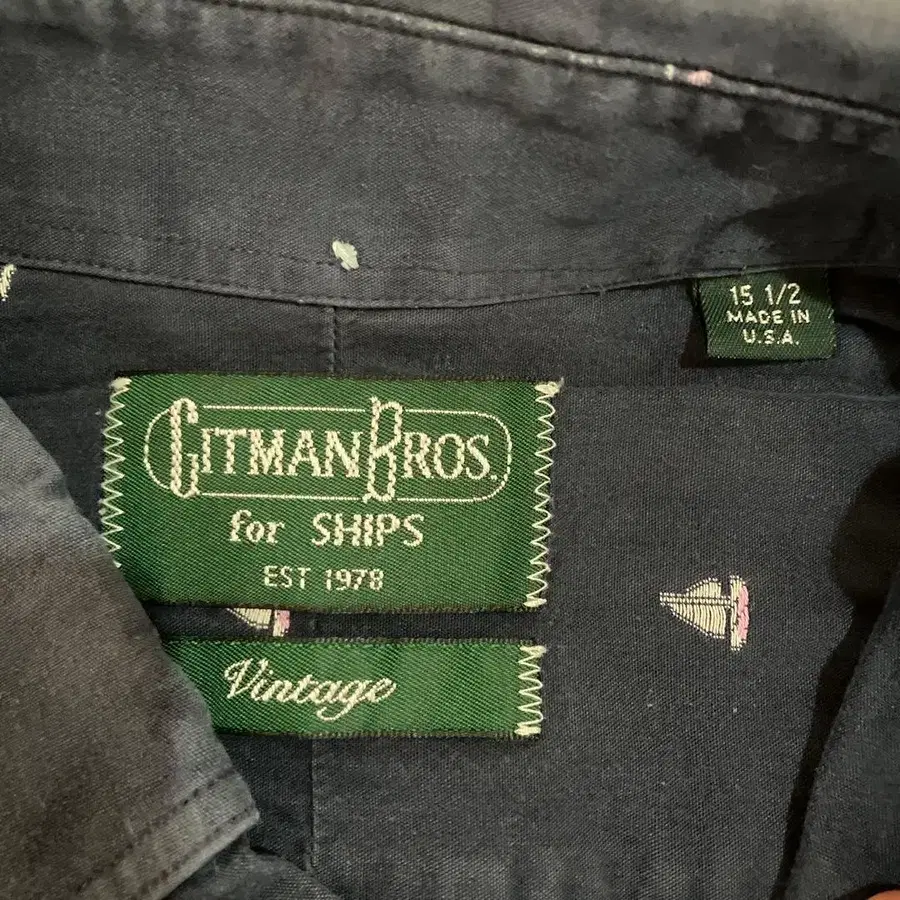 15 1/2
MADE IN
U.S.A.
GITMAN BROS.
for SHIPS
EST 1978
Vintage